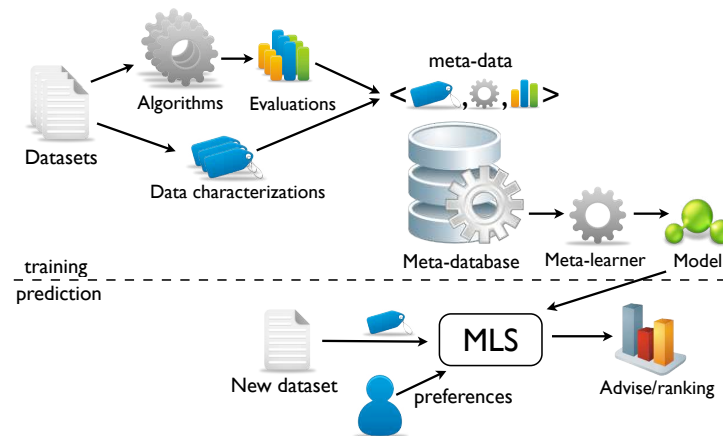 meta-data
Algorithms
Evaluations
< , , >
Datasets
Data characterizations
Meta-database
Meta-learner
Model
training
prediction
MLS
New dataset
preferences
Advise/ranking